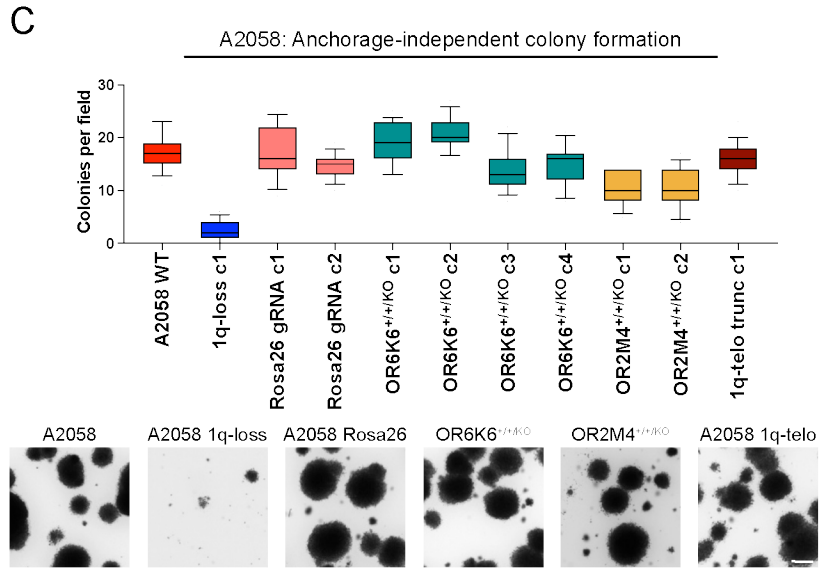 C
A2058: Anchorage-independent colony formation
Colonies per field
30
20
10
0
A2058 WT
1q-loss c1
Rosa26 gRNA c1
Rosa26 gRNA c2
OR6K6+/+/KO c1
OR6K6+/+/KO c2
OR6K6+/+/KO c3
OR6K6+/+/KO c4
OR2M4+/+/KO c1
OR2M4+/+/KO c2
1q-telo trunc c1
A2058 A2058 1q-loss A2058 Rosa26 OR6K6+/+/KO OR2M4+/+/KO A2058 1q-telo